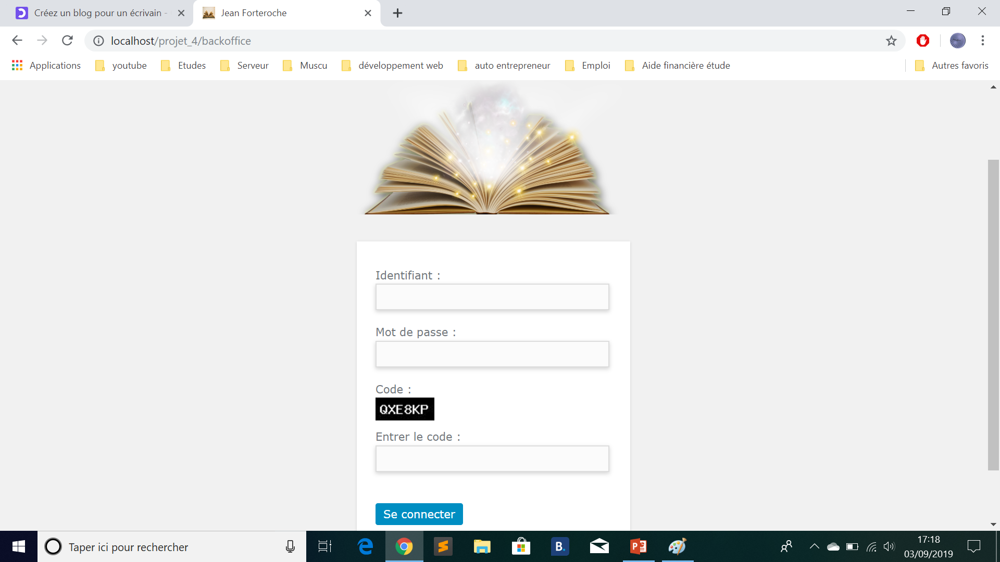 Créez un blog pour un écrivain -
Jean Forteroche
localhost/projet_4/backoffice
Applications youtube Etudes Serveur Muscu développement web auto entrepreneur Emploi Aide financière étude Autres favoris
Identifiant :
Mot de passe :
Code :
QXE8KP
Entrer le code :
Se connecter
Taper ici pour rechercher
B.
17:18
03/09/2019